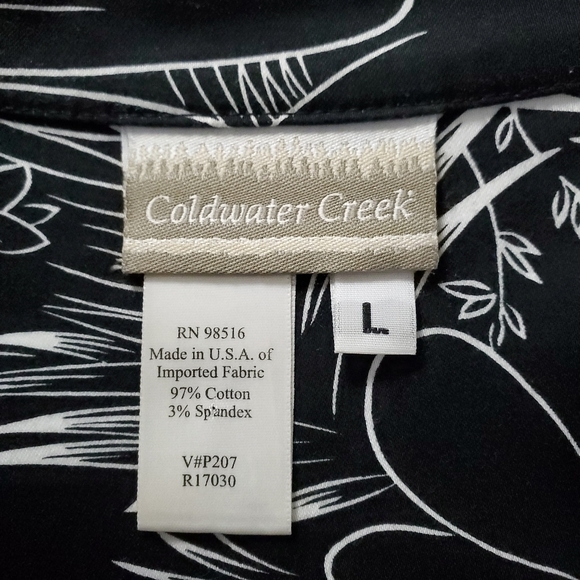 Coldwater Creek
L
RN 98516
Made in U.S.A. of
Imported Fabric
97% Cotton
3% Spandex
V#P207
R17030